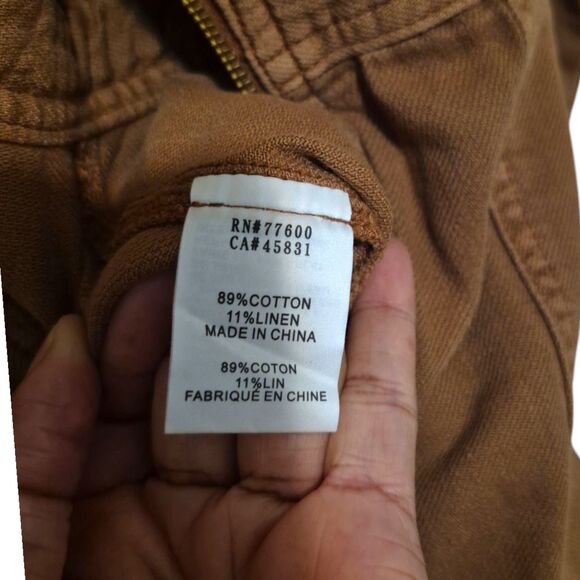 RN#77600
CA#45831
89%COTTON
11%LINEN
MADE IN CHINA
89%COTON
11%LIN
FABRIQUÉ EN CHINE